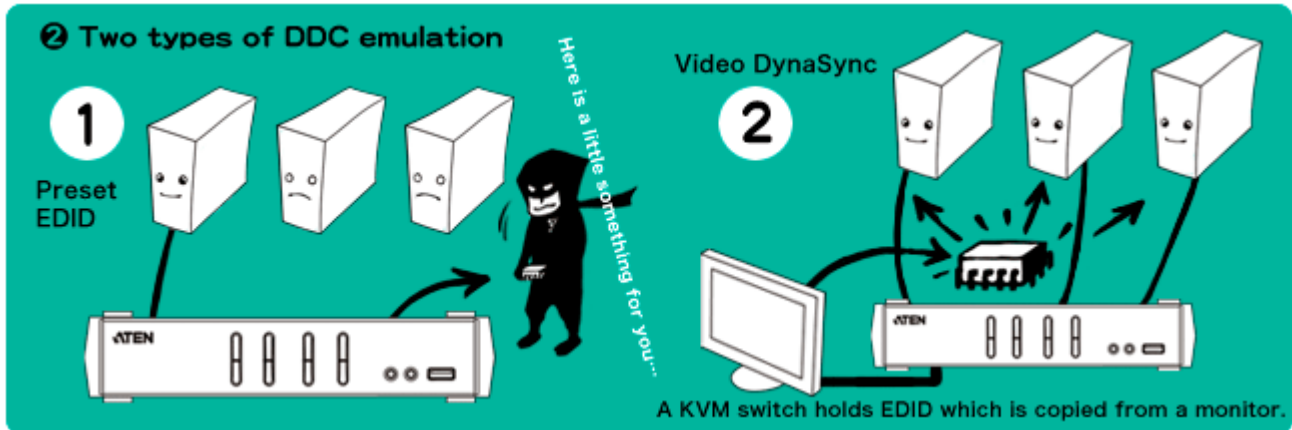 ❷ Two types of DDC emulation
1
Preset
EDID
Here is a little something for you...
ATEN
Video DynaSync
2
ATEN
A KVM switch holds EDID which is copied from a monitor.